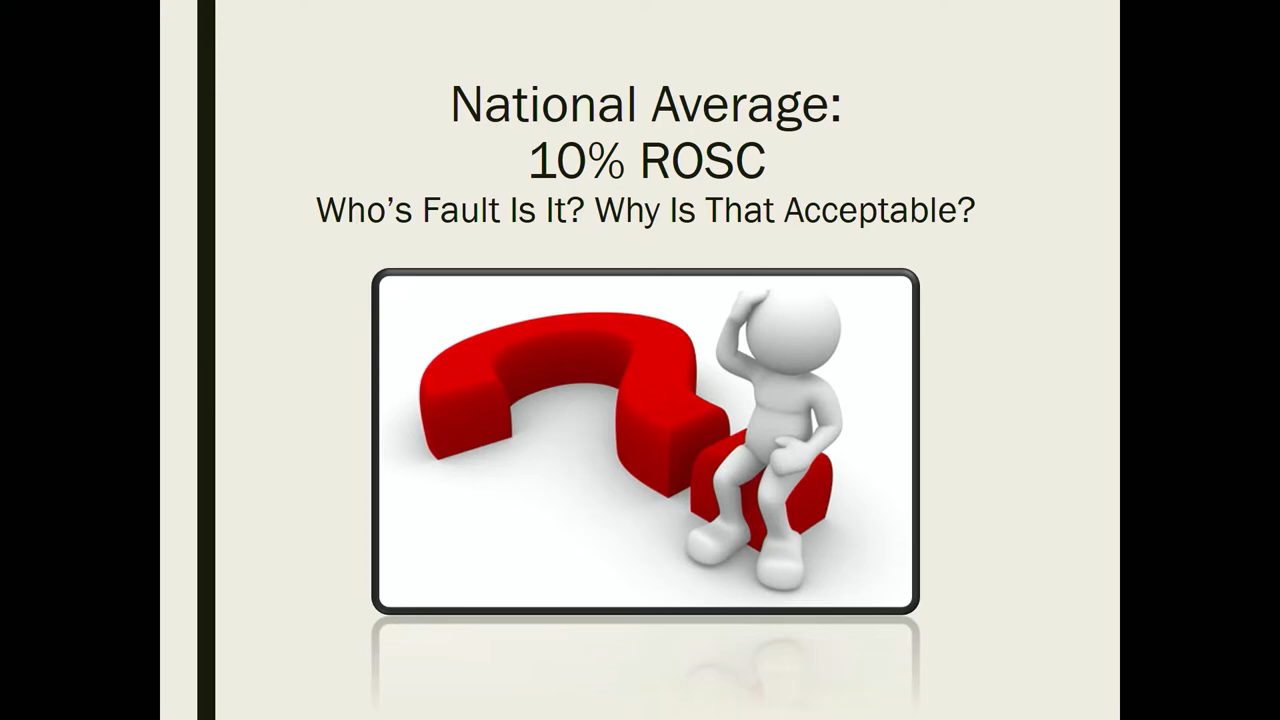 National Average:
10% ROSC
Who’s Fault Is It? Why Is That Acceptable?